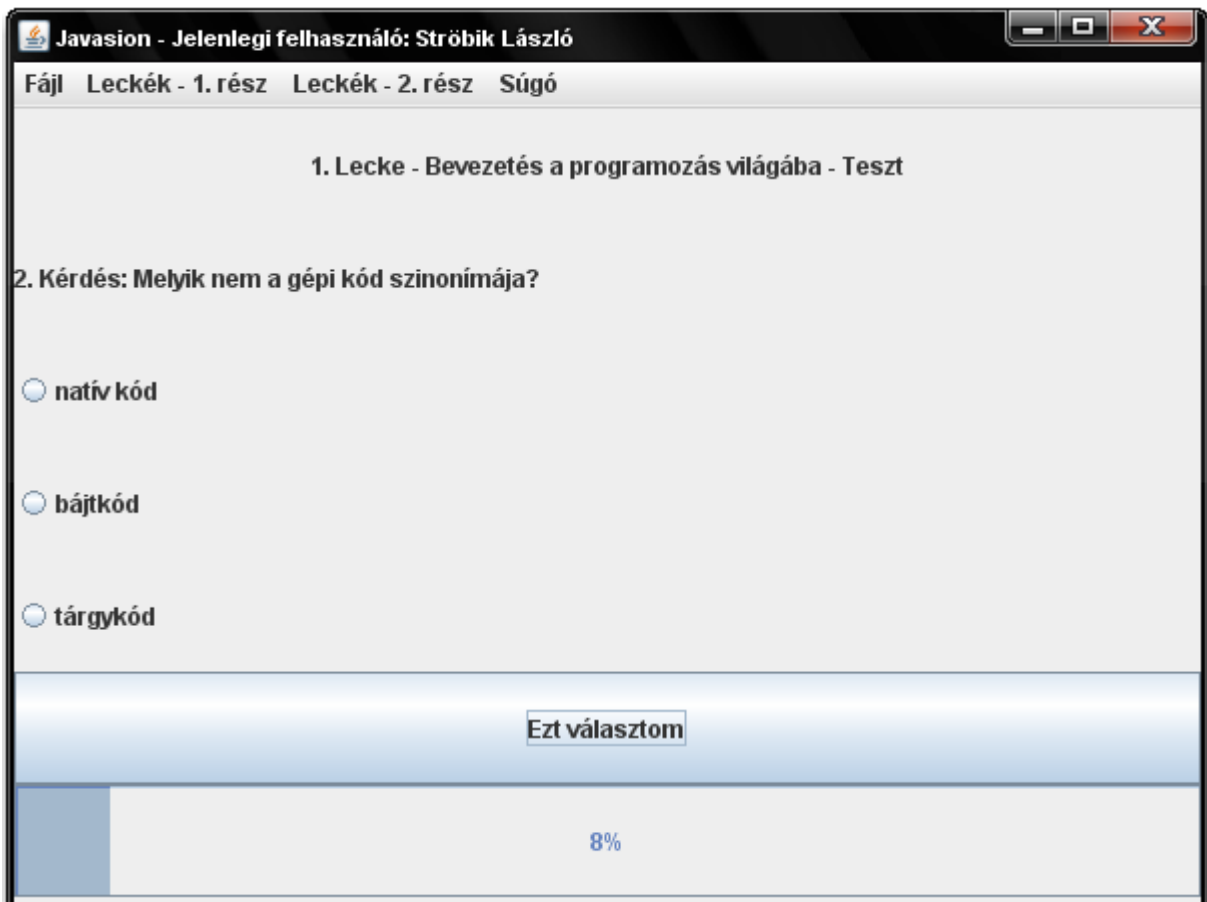 Javasion - Jelenlegi felhasználó: Ströbik László
Fájl Leckék - 1. rész Leckék - 2. rész Súgó
1. Lecke - Bevezetés a programozás világába - Teszt
2. Kérdés: Melyik nem a gépi kód szinonímája?
natív kód
bájtkód
tárgykód
Ezt választom
8%